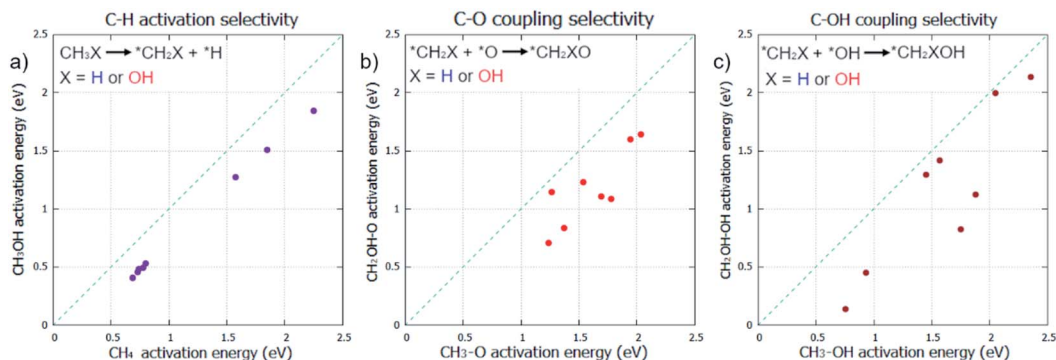 C-H activation selectivity
a)
CH₃X → *CH₂X + *H
X = H or OH
2.5
2
1.5
1
0.5
0
0 0.5 1 1.5 2 2.5
CH₃OH activation energy (eV)
CH₄ activation energy (eV)
C-O coupling selectivity
b)
*CH₂X + *O → *CH₂XO
X = H or OH
2.5
2
1.5
1
0.5
0
0 0.5 1 1.5 2 2.5
CH₂OH-O activation energy (eV)
CH₃-O activation energy (eV)
C-OH coupling selectivity
c)
*CH₂X + *OH → *CH₂XOH
X = H or OH
2.5
2
1.5
1
0.5
0
0 0.5 1 1.5 2 2.5
CH₂OH-OH activation energy (eV)
CH₃-OH activation energy (eV)